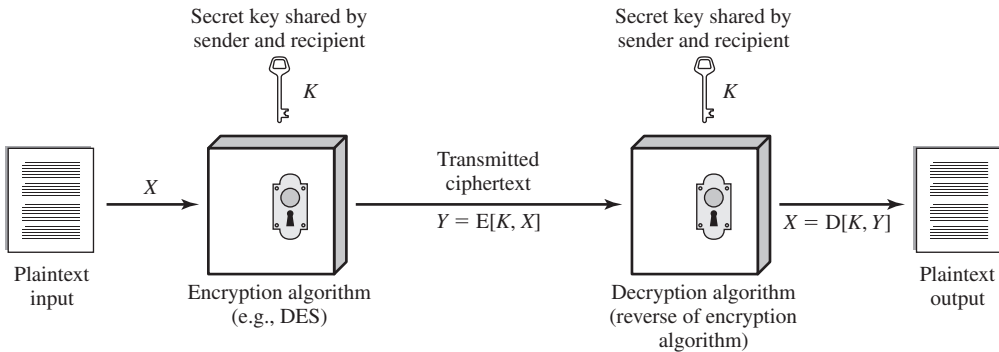 Secret key shared by
sender and recipient
K
Secret key shared by
sender and recipient
K
X
Transmitted
ciphertext
Y = E[K, X]
X = D[K, Y]
Plaintext
input
Encryption algorithm
(e.g., DES)
Decryption algorithm
(reverse of encryption
algorithm)
Plaintext
output